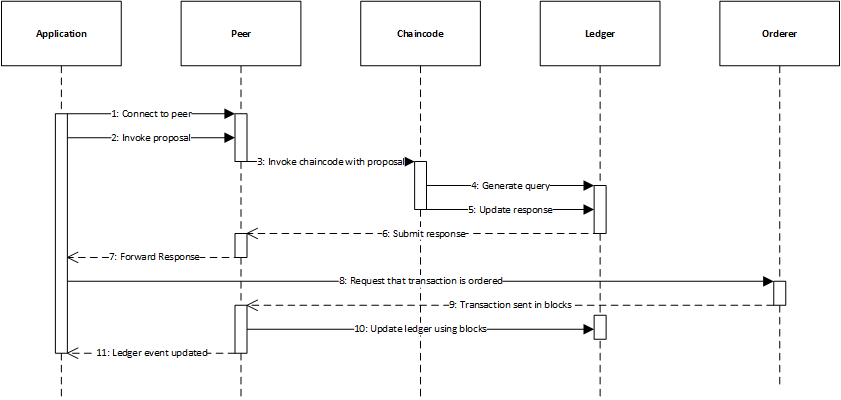 Application
Peer
Chaincode
Ledger
Orderer
1: Connect to peer
2: Invoke proposal
3: Invoke chaincode with proposal
4: Generate query
5: Update response
6: Submit response
7: Forward Response
8: Request that transaction is ordered
9: Transaction sent in blocks
10: Update ledger using blocks
11: Ledger event updated